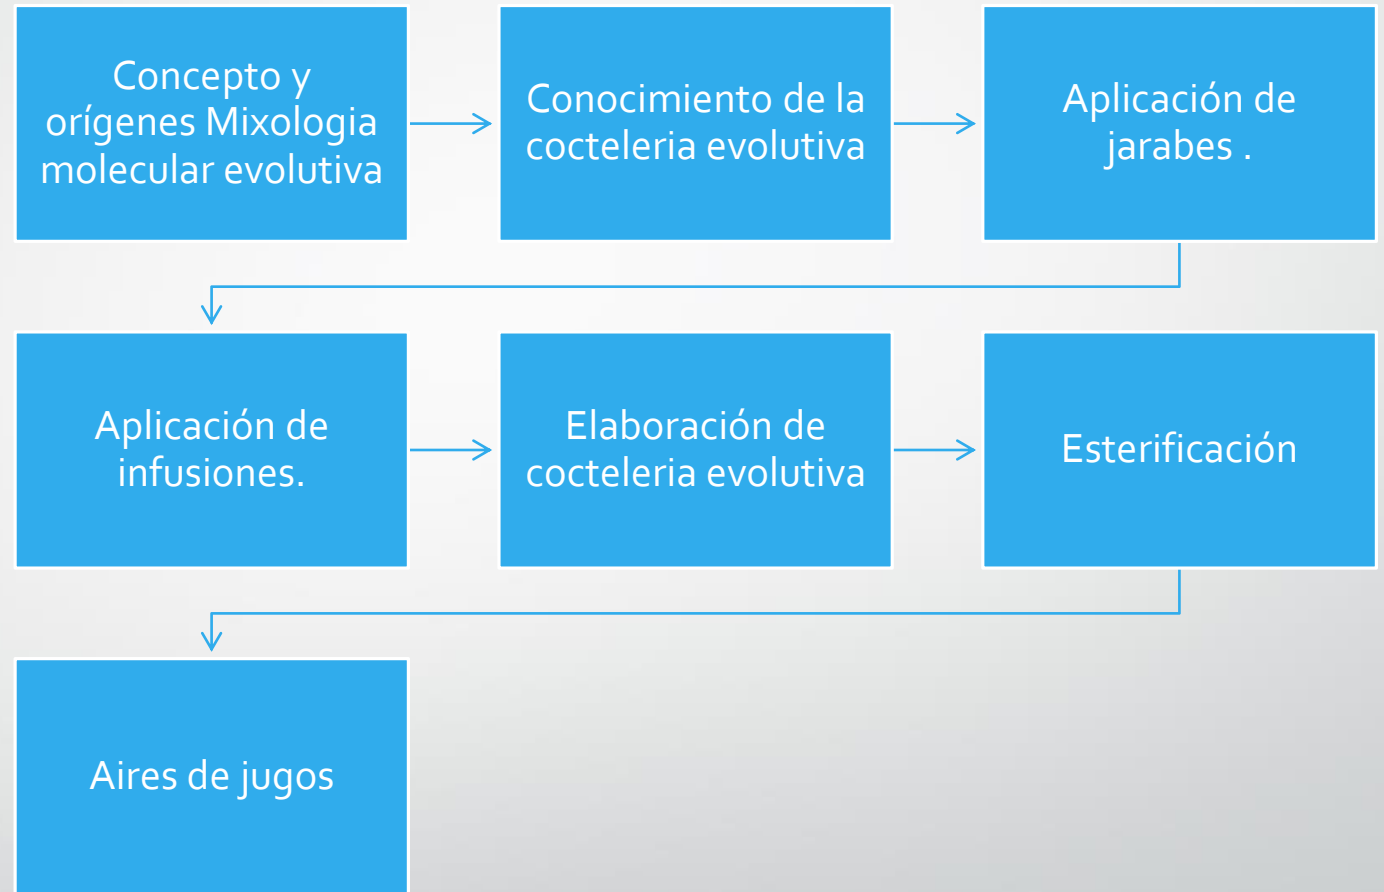 Concepto y
orígenes Mixologia
molecular evolutiva
Conocimiento de la
cocteleria evolutiva
Aplicación de
jarabes .
Aplicación de
infusiones.
Elaboración de
cocteleria evolutiva
Esterificación
Aires de jugos